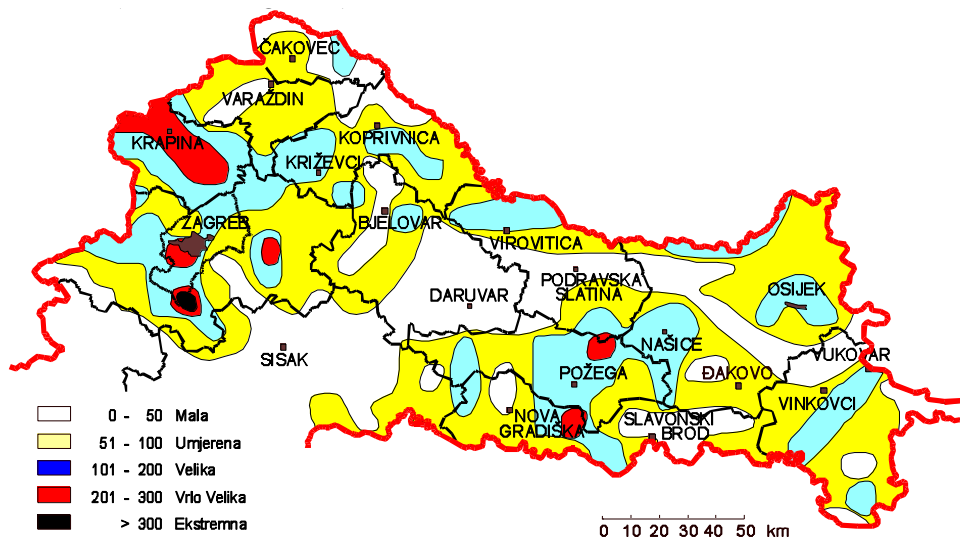 ČAKOVEC
VARAŽDIN
KRAPINA
KOPRIVNICA
KRIŽEVCI
ZAGREB
BJELOVAR
VIROVITICA
PODRAVSKA
SLATINA
DARUVAR
OSIJEK
SISAK
NAŠICE
VUKOVAR
POŽEGA
ĐAKOVO
VINKOVCI
NOVA
GRADIŠKA
SLAVONSKI
BROD
0 - 50 Mala
51 - 100 Umjerena
101 - 200 Velika
201 - 300 Vrlo Velika
> 300 Ekstremna
0 10 20 30 40 50 km